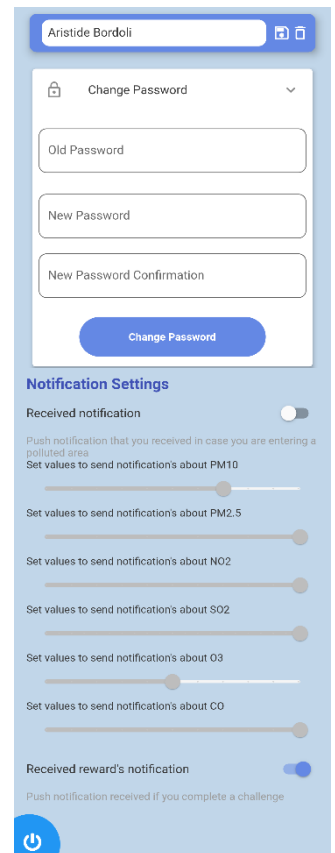 Aristide Bordoli
Change Password
Old Password
New Password
New Password Confirmation
Change Password
Notification Settings
Received notification
Push notification that you received in case you are entering a
polluted area
Set values to send notification's about PM10
Set values to send notification's about PM2.5
Set values to send notification's about NO2
Set values to send notification's about SO2
Set values to send notification's about O3
Set values to send notification's about CO
Received reward's notification
Push notification received if you complete a challenge